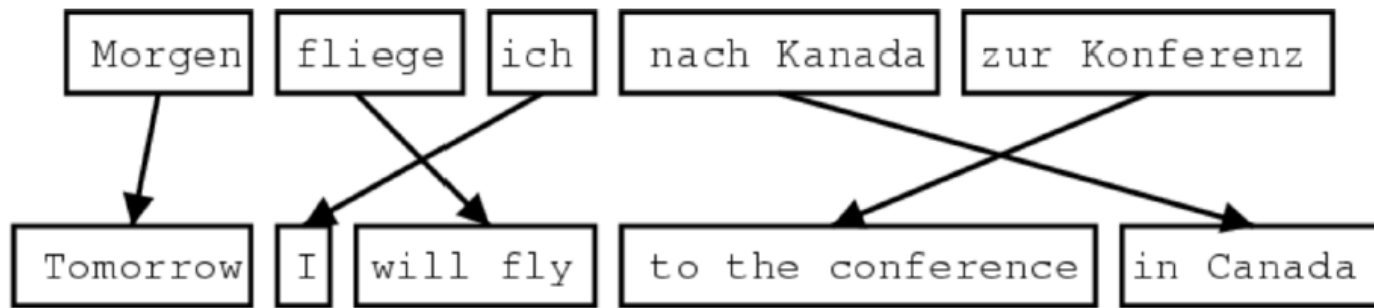 Morgen fliege ich nach Kanada zur Konferenz
Tomorrow I will fly to the conference in Canada